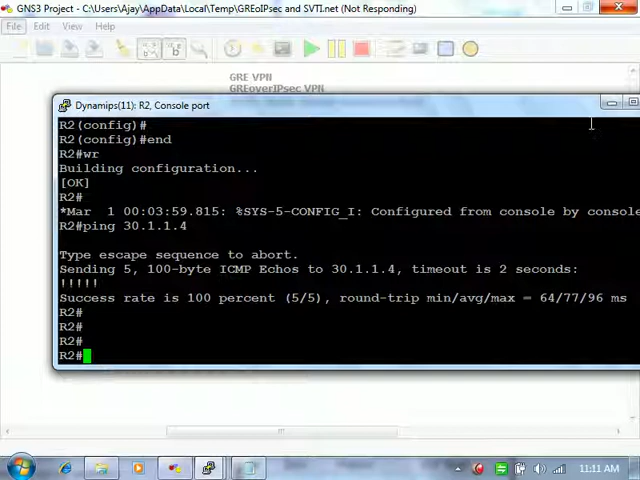 GNS3 Project - C:\Users\Ajay\AppData\Local\Temp\GREoIPsec and SVTI.net (Not Responding)
File Edit View Help
GRE VPN
GREoverIPsec VPN
Dynamips(11): R2, Console port
R2(config)#
R2(config)#end
R2#wr
Building configuration...
[OK]
R2#
*Mar  1 00:03:59.815: %SYS-5-CONFIG_I: Configured from console by console
R2#ping 30.1.1.4
Type escape sequence to abort.
Sending 5, 100-byte ICMP Echos to 30.1.1.4, timeout is 2 seconds:
!!!!!
Success rate is 100 percent (5/5), round-trip min/avg/max = 64/77/96 ms
R2#
R2#
R2#
R2#
11:11 AM